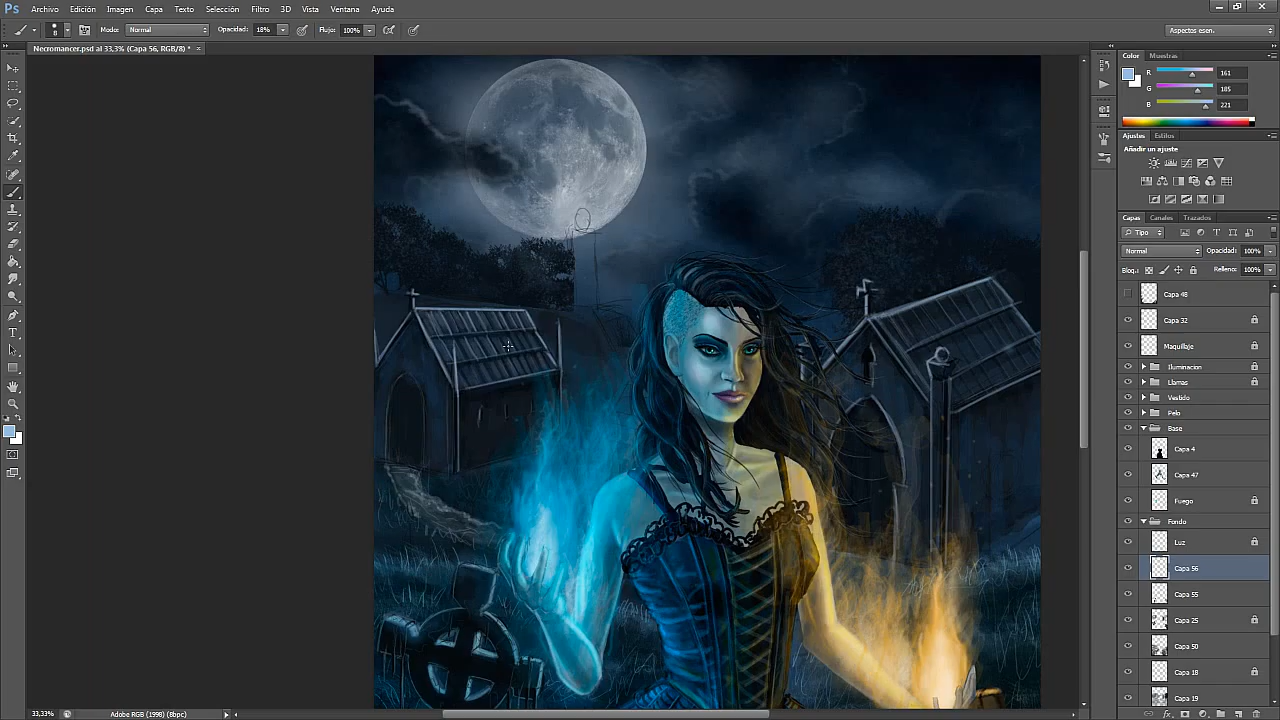 Ps Archivo Edición Imagen Capa Texto Selección Filtro 3D Vista Ventana Ayuda
8 Modo: Normal Opacidad: 18% Flujo: 100% Aspectos esen.
Necromancer.psd al 33,3% (Capa 56, RGB/8) * ×
Color Muestras
R 161
G 185
B 221
Ajustes Estilos
Añadir un ajuste
Capas Canales Trazados
Tipo
Normal Opacidad: 100%
Bloq.: Relleno: 100%
Capa 48
Capa 32
Maquillaje
Iluminacion
Llamas
Vestido
Pelo
Base
Capa 4
Capa 47
Fuego
Fondo
Luz
Capa 56
Capa 55
Capa 25
Capa 50
Capa 18
Capa 19
33,33% Adobe RGB (1998) (8bpc)
fx